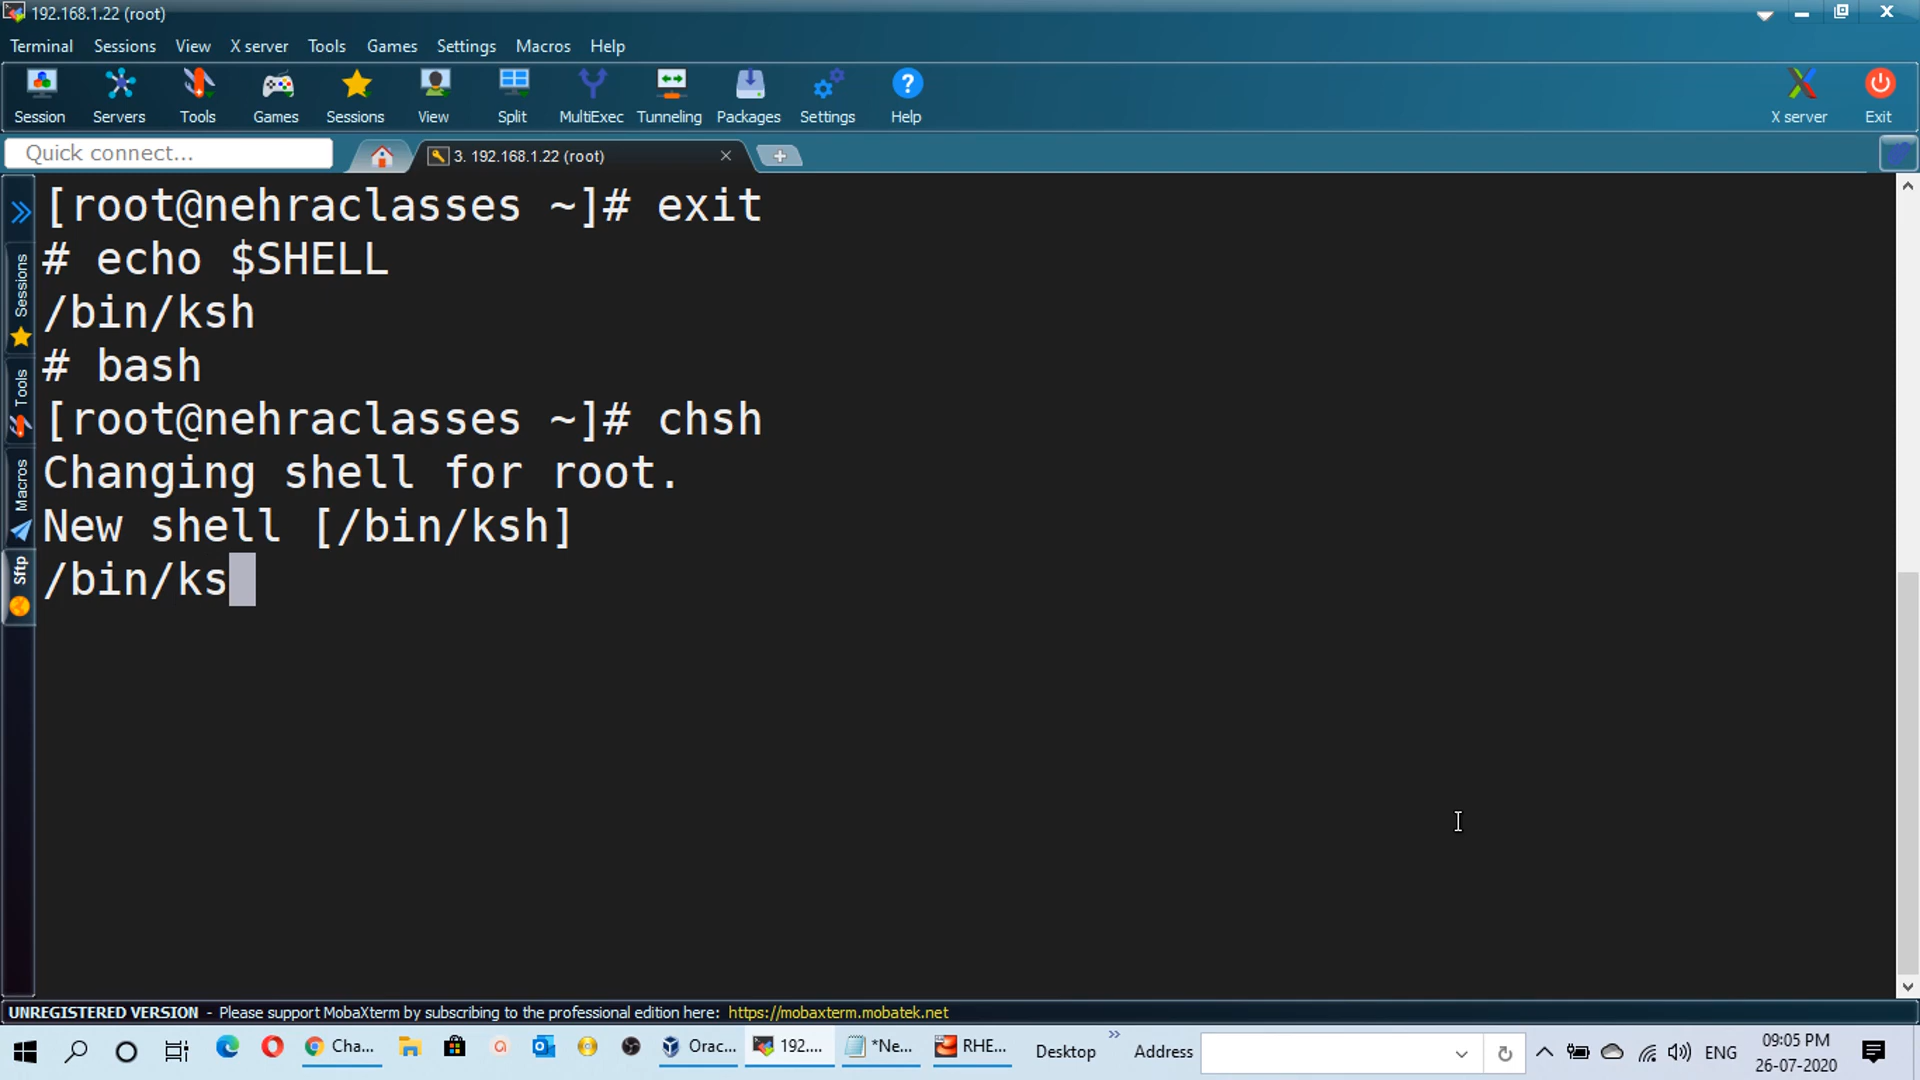 192.168.1.22 (root)
Terminal Sessions View X server Tools Games Settings Macros Help
Session Servers Tools Games Sessions View Split MultiExec Tunneling Packages Settings Help X server Exit
Quick connect...
3. 192.168.1.22 (root)
Sessions
Tools
Macros
Sftp
[root@nehraclasses ~]# exit
# echo $SHELL
/bin/ksh
# bash
[root@nehraclasses ~]# chsh
Changing shell for root.
New shell [/bin/ksh]
/bin/ks
UNREGISTERED VERSION - Please support MobaXterm by subscribing to the professional edition here: https://mobaxterm.mobatek.net
Cha... Orac... 192.... *Ne... RHE... Desktop Address ENG
09:05 PM
26-07-2020